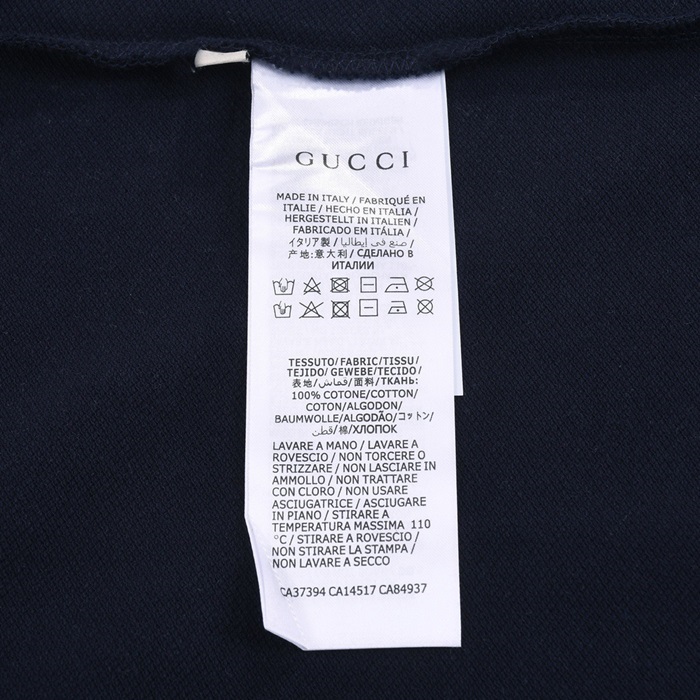 GUCCI
MADE IN ITALY / FABRIQUÉ EN
ITALIE / HECHO EN ITALIA /
HERGESTELLT IN ITALIEN /
FABRICADO EM ITÁLIA /
イタリア製 / صنع في إيطاليا /
产地:意大利 / СДЕЛАНО В
ИТАЛИИ
TESSUTO/FABRIC/TISSU/
TEJIDO/ GEWEBE/TECIDO/
表地/قماش/面料/ТКАНЬ:
100% COTONE/COTTON/
COTON/ALGODON/
BAUMWOLLE/ALGODÃO/コットン/
قطن/棉/ХЛОПОК
LAVARE A MANO / LAVARE A
ROVESCIO / NON TORCERE O
STRIZZARE / NON LASCIARE IN
AMMOLLO / NON TRATTARE
CON CLORO / NON USARE
ASCIUGATRICE / ASCIUGARE
IN PIANO / STIRARE A
TEMPERATURA MASSIMA 110
°C / STIRARE A ROVESCIO /
NON STIRARE LA STAMPA /
NON LAVARE A SECCO
CA37394 CA14517 CA84937